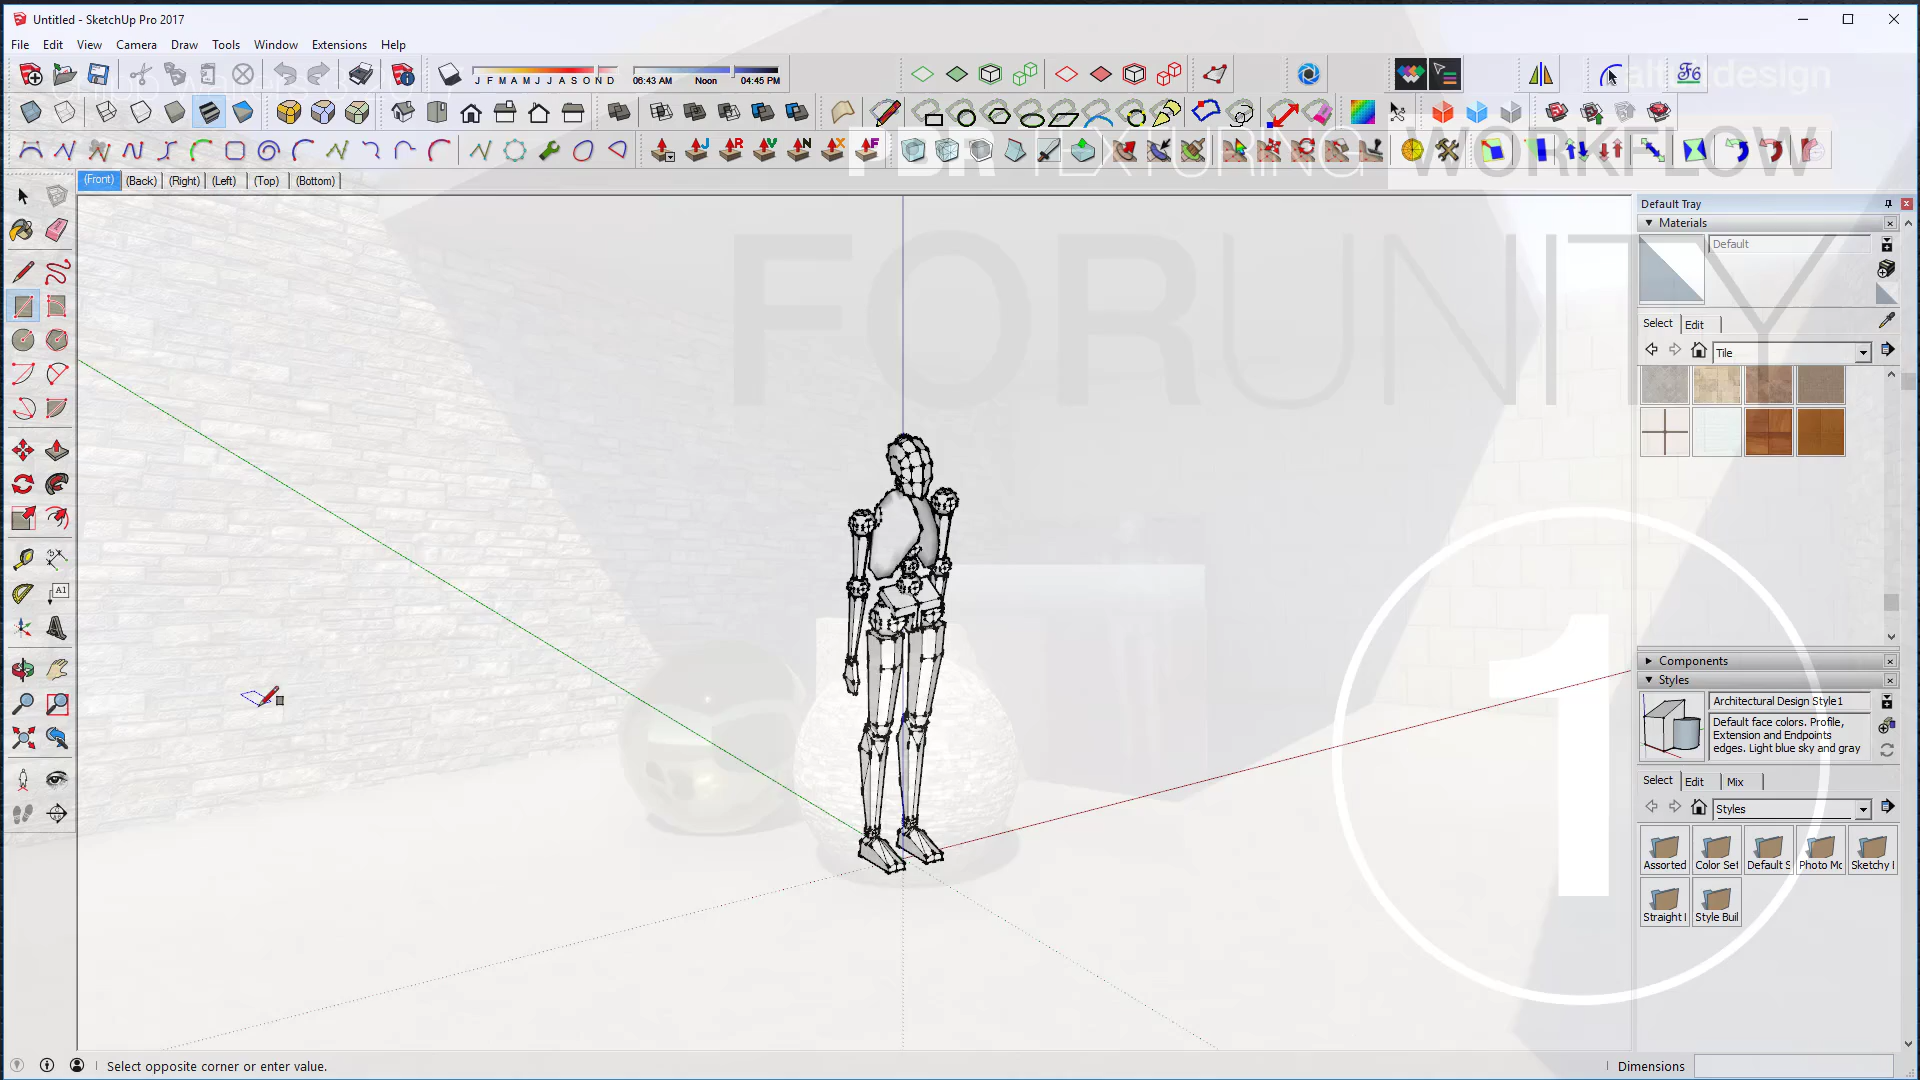 Untitled - SketchUp Pro 2017
File Edit View Camera Draw Tools Window Extensions Help
J F M A M J J A S O N D
06:43 AM Noon 04:45 PM
design
PBR TEXTURING WORKFLOW
(Front) (Back) (Right) (Left) (Top) (Bottom)
FOR UNITY
1
Default Tray
Materials
Default
Select Edit
Tile
Components
Styles
Architectural Design Style1
Default face colors. Profile,
Extension and Endpoints
edges. Light blue sky and gray
Select Edit Mix
Styles
Assorted Color Set Default S Photo Mo Sketchy
Straight Style Buil
Select opposite corner or enter value.
Dimensions